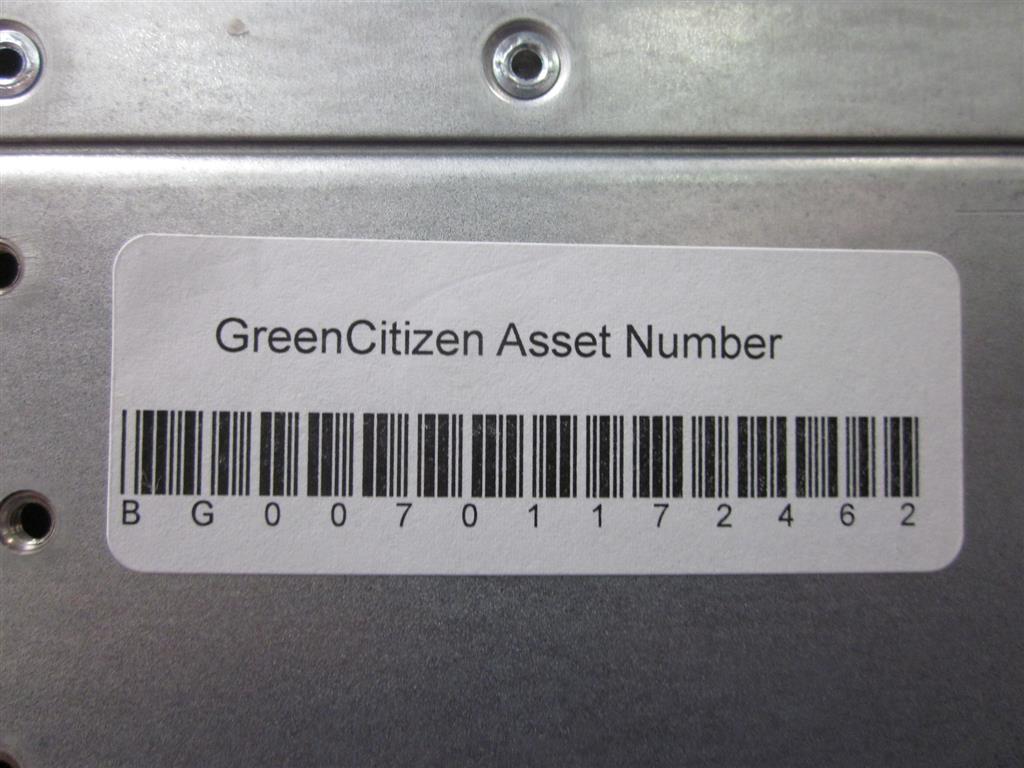 GreenCitizen Asset Number
B G 0 0 7 0 1 1 7 2 4 6 2